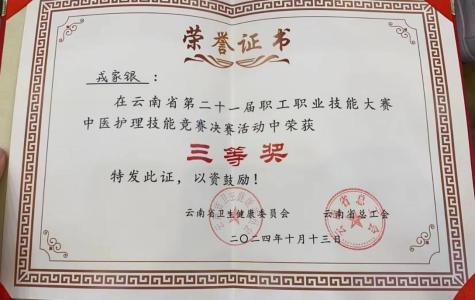 荣誉证书
戎家银：
在云南省第二十一届职工职业技能大赛
中医护理技能竞赛决赛活动中荣获
三等奖
特发此证，以资鼓励！
云南省卫生健康委员会 云南省总工会
二〇二四年十月十三日